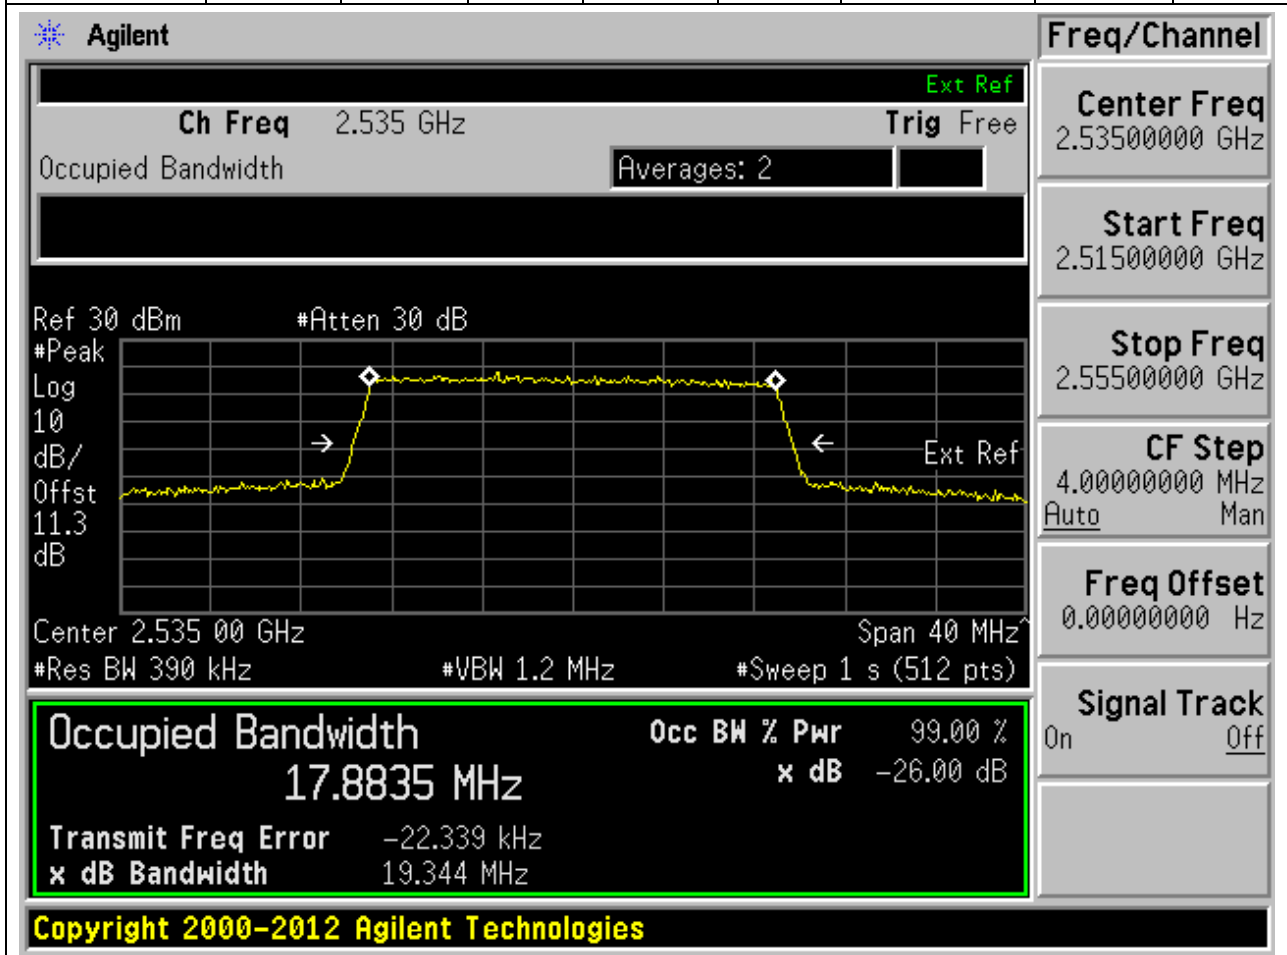 Agilent
Freq/Channel
Ext Ref
Ch Freq 2.535 GHz Trig Free
Occupied Bandwidth Averages: 2
Center Freq
2.53500000 GHz
Start Freq
2.51500000 GHz
Stop Freq
2.55500000 GHz
CF Step
4.00000000 MHz
Auto Man
Freq Offset
0.00000000 Hz
Signal Track
On Off
Ref 30 dBm #Atten 30 dB
#Peak
Log
10
dB/
Offst
11.3
dB
Ext Ref
Center 2.535 00 GHz Span 40 MHz^
#Res BW 390 kHz #VBW 1.2 MHz #Sweep 1 s (512 pts)
Occupied Bandwidth Occ BW % Pwr 99.00 %
17.8835 MHz x dB -26.00 dB
Transmit Freq Error -22.339 kHz
x dB Bandwidth 19.344 MHz
Copyright 2000-2012 Agilent Technologies